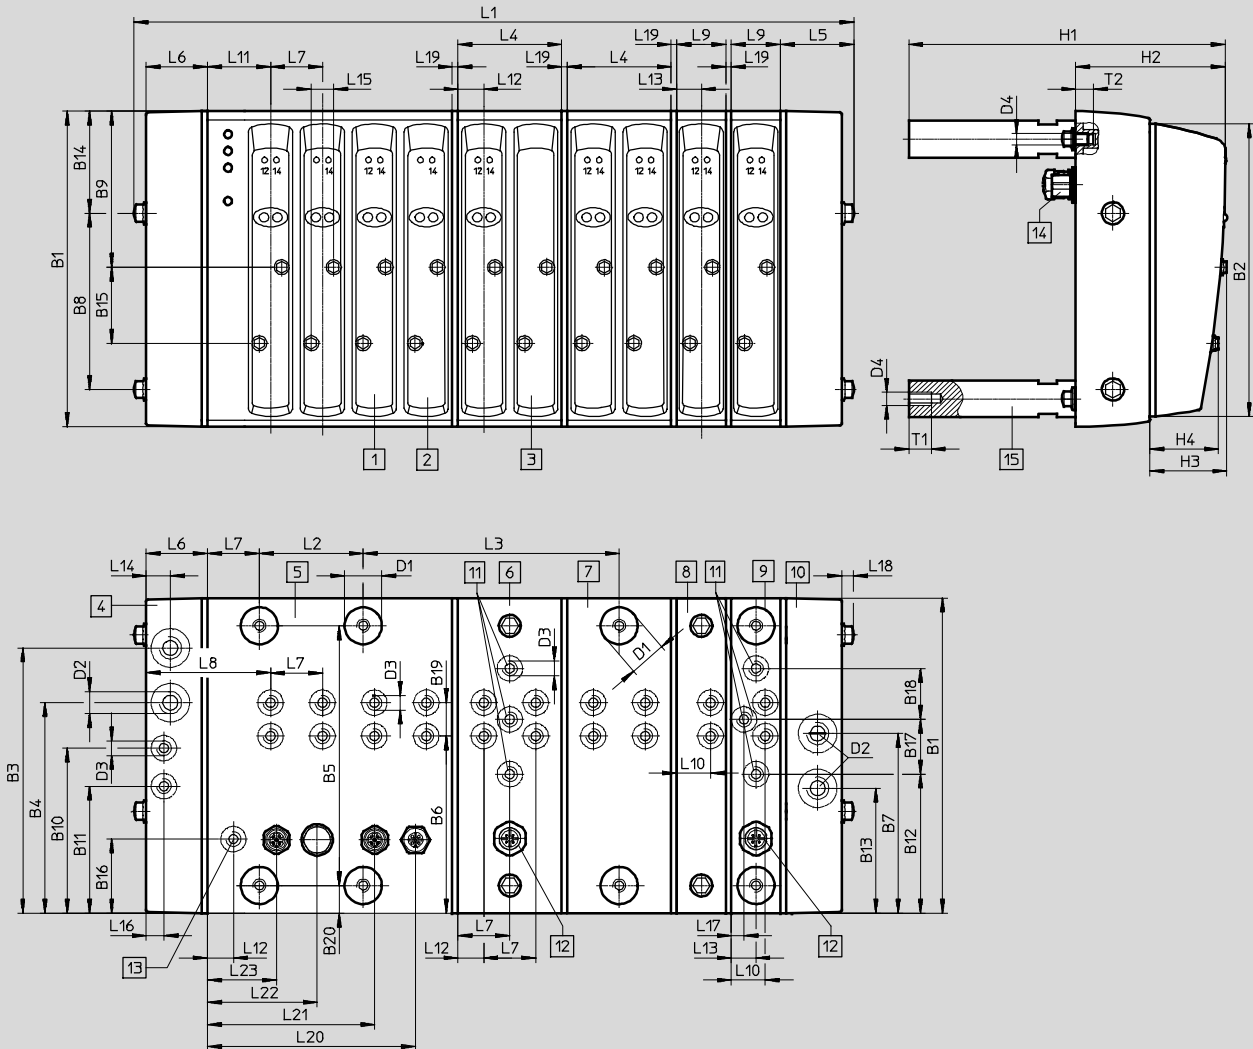 L1
H1
L4
L19
L9
L9
L5
H2
L6
L11
L7
L19
L19
L4
L19
T2
L15
L12
L13
D4
B14
B9
B1
B8
B15
12 14
14
12 14
14
12 14
12 14
12 14
12 14
12 14
14
B2
D4
T1
15
H4
H3
1
2
3
L6
L7
L2
L3
L14
5
D1
11
6
7
8
11
9
10
L18
4
D2
L8
L7
D3
B19
D3
D1
B18
B17
B1
D2
B3
B4
D3
B10
B11
B16
B5
B6
L10
B7
B12
B13
L16
L12
B20
L7
12
L17
12
13
L23
L12
L7
L13
L10
L22
L21
L20